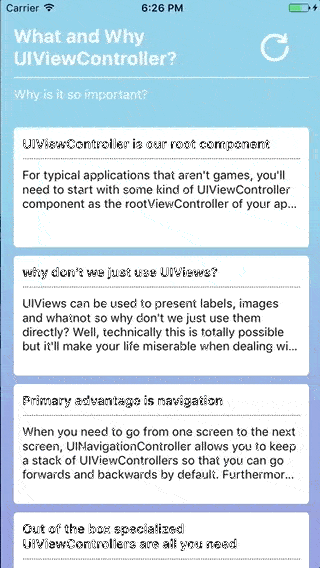 Carrier 6:26 PM
What and Why
UIViewController?
Why is it so important?
UIViewController is our root component
For typical applications that aren't games, you'll
need to start with some kind of UIViewController
component as the rootViewController of your ap...
why don't we just use UIViews?
UIViews can be used to present labels, images
and whatnot so why don't we just use them
directly? Well, technically this is totally possible
but it'll make your life miserable when dealing wi...
Primary advantage is navigation
When you need to go from one screen to the next
screen, UINavigationController allows you to keep
a stack of UIViewControllers so that you can go
forwards and backwards by default. Furthermor...
Out of the box specialized
UIViewControllers are all you need